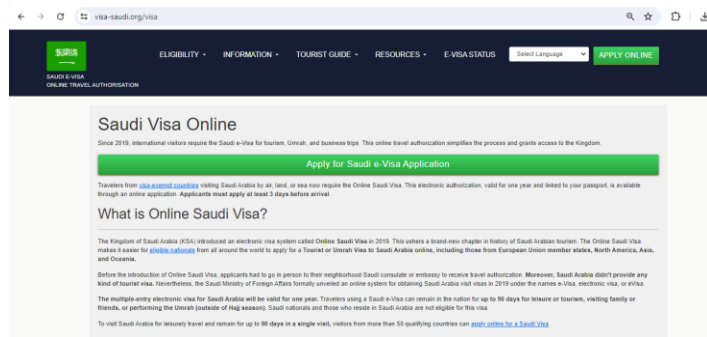 visa-saudi.org/visa
ELIGIBILITY
INFORMATION
TOURIST GUIDE
RESOURCES
E-VISA STATUS
Select Language
APPLY ONLINE
SAUDI E-VISA
ONLINE TRAVEL AUTHORISATION
Saudi Visa Online
Since 2019, international visitors require the Saudi e-Visa for tourism, Umrah, and business trips. This online travel authorization simplifies the process and grants access to the Kingdom.
Apply for Saudi e-Visa Application
Travelers from visa-exempt countries visiting Saudi Arabia by air, land, or sea now require the Online Saudi Visa. This electronic authorization, valid for one year and linked to your passport, is available
through an online application. Applicants must apply at least 3 days before arrival.
What is Online Saudi Visa?
The Kingdom of Saudi Arabia (KSA) introduced an electronic visa system called Online Saudi Visa in 2019. This ushers a brand-new chapter in history of Saudi Arabian tourism. The Online Saudi Visa
makes it easier for eligible nationals from all around the world to apply for a Tourist or Umrah Visa to Saudi Arabia online, including those from European Union member states, North America, Asia,
and Oceania.
Before the introduction of Online Saudi Visa, applicants had to go in person to their neighborhood Saudi consulate or embassy to receive travel authorization. Moreover, Saudi Arabia didn't provide any
kind of tourist visa. Nevertheless, the Saudi Ministry of Foreign Affairs formally unveiled an online system for obtaining Saudi Arabia visit visas in 2019 under the names e-Visa, electronic visa, or eVisa.
The multiple-entry electronic visa for Saudi Arabia will be valid for one year. Travelers using a Saudi e-Visa can remain in the nation for up to 90 days for leisure or tourism, visiting family or
friends, or performing the Umrah (outside of Hajj season). Saudi nationals and those who reside in Saudi Arabia are not eligible for this visa.
To visit Saudi Arabia for leisurely travel and remain for up to 90 days in a single visit, visitors from more than 50 qualifying countries can apply online for a Saudi Visa